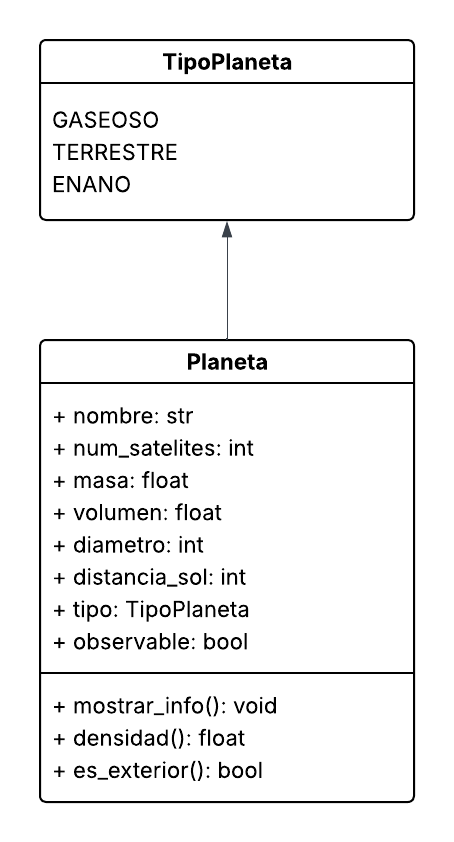 TipoPlaneta
GASEOSO
TERRESTRE
ENANO
Planeta
+ nombre: str
+ num_satelites: int
+ masa: float
+ volumen: float
+ diametro: int
+ distancia_sol: int
+ tipo: TipoPlaneta
+ observable: bool
+ mostrar_info(): void
+ densidad(): float
+ es_exterior(): bool